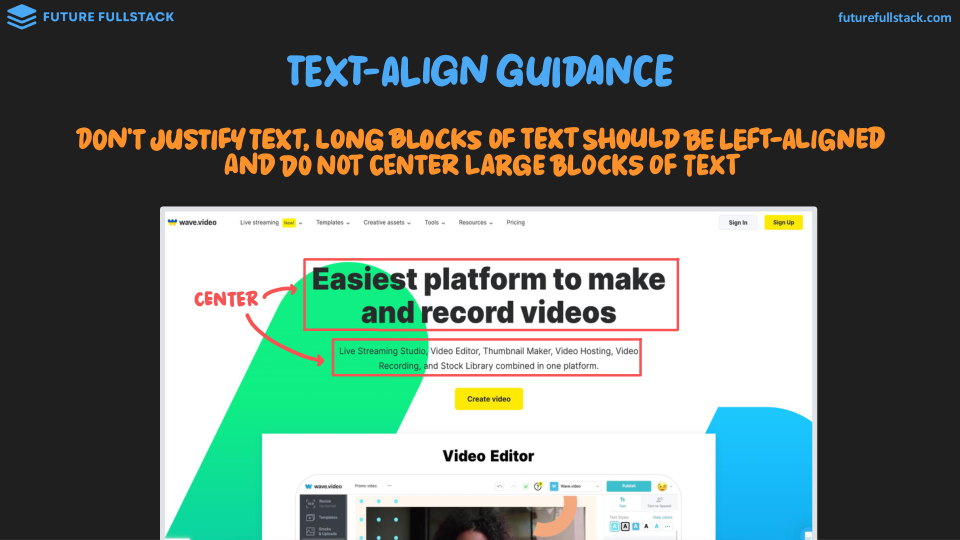 FUTURE FULLSTACK
futurefullstack.com
TEXT-ALIGN GUIDANCE
DON'T JUSTIFY TEXT, LONG BLOCKS OF TEXT SHOULD BE LEFT-ALIGNED
AND DO NOT CENTER LARGE BLOCKS OF TEXT
wave.video Live streaming New! Templates Creative assets Tools Resources Pricing Sign In Sign Up
CENTER
Easiest platform to make
and record videos
Live Streaming Studio, Video Editor, Thumbnail Maker, Video Hosting, Video
Recording, and Stock Library combined in one platform.
Create video
Video Editor
wave.video Promo video Wave.video Publish
Text Text to Speech
Templates
Text Styles
Stocks
& Uploads
A A A A A